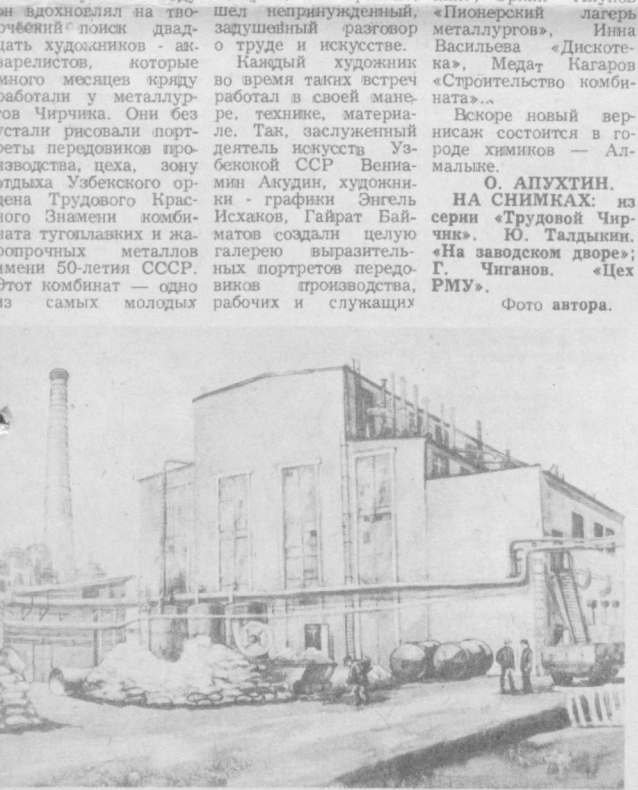 он вдохновлял на тво-
рческий поиск двад-
цать художников - ак-
варелистов, которые
много месяцев кряду
работали у металлур-
гов Чирчика. Они без
устали рисовали порт-
реты передовиков про-
изводства, цеха, зону
отдыха Узбекского ор-
дена Трудового Крас-
ного Знамени комби-
ната тугоплавких и жа-
ропрочных металлов
имени 50-летия СССР.
Этот комбинат — одно
из самых молодых
шел непринужденный,
задушевный разговор
о труде и искусстве.
Каждый художник
во время таких встреч
работал в своей мане-
ре, технике, материа-
ле. Так, заслуженный
деятель искусств Уз-
бекской ССР Вениа-
мин Акудин, художни-
ки - графики Энгель
Исхаков, Гайрат Бай-
матов создали целую
галерею выразитель-
ных портретов передо-
виков производства,
рабочих и служащих
«Пионерский лагерь
металлургов», Инна
Васильева «Дискоте-
ка», Медат Кагаров
«Строительство комби-
ната»...
Вскоре новый вер-
нисаж состоится в го-
роде химиков — Ал-
малыке.
О. АПУХТИН.
НА СНИМКАХ: из
серии «Трудовой Чир-
чик». Ю. Талдыкин.
«На заводском дворе»;
Г. Чиганов. «Цех
РМУ».
Фото автора.